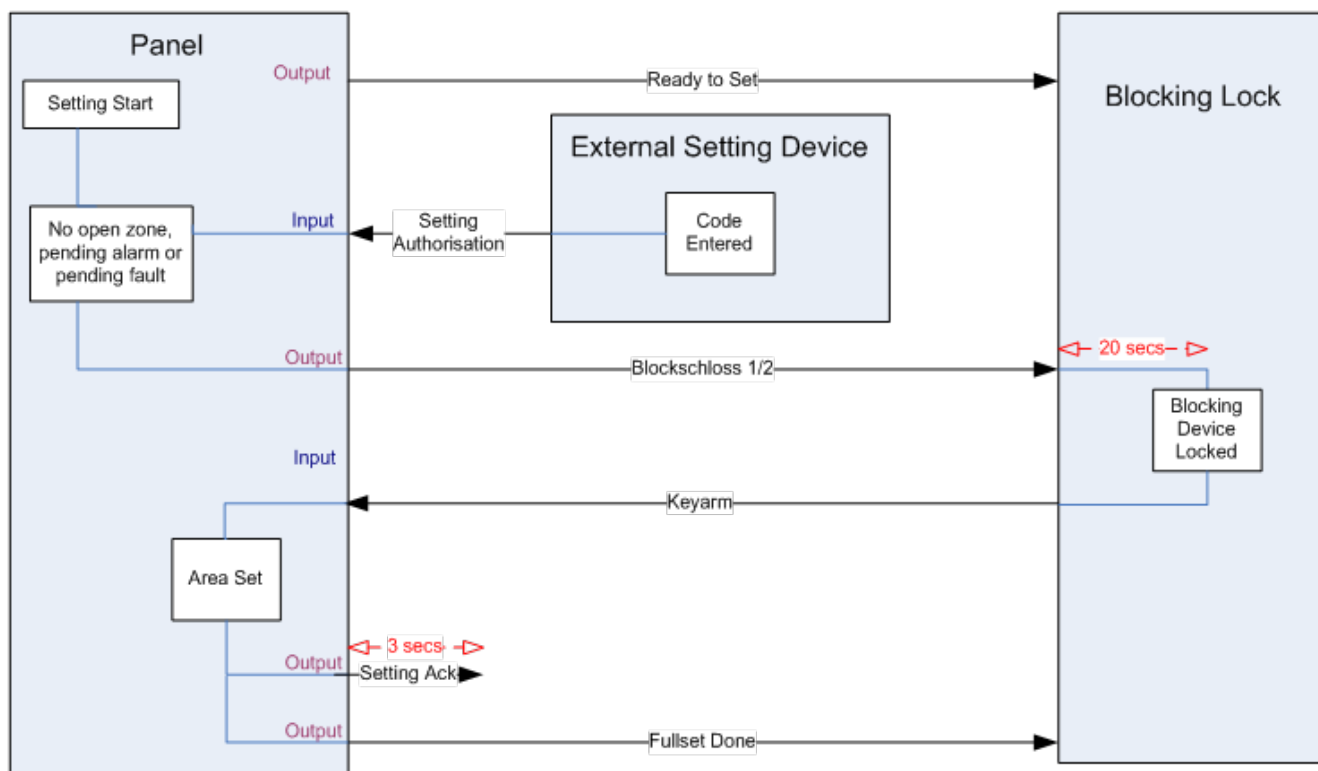 Panel
Output
Ready to Set
Blocking Lock
Setting Start
External Setting Device
Input
Setting
Authorisation
Code
Entered
No open zone,
pending alarm or
pending fault
Output
Blockschloss 1/2
20 secs
Blocking
Device
Locked
Input
Keyarm
Area Set
3 secs
Output
Setting Ack
Output
Fullset Done